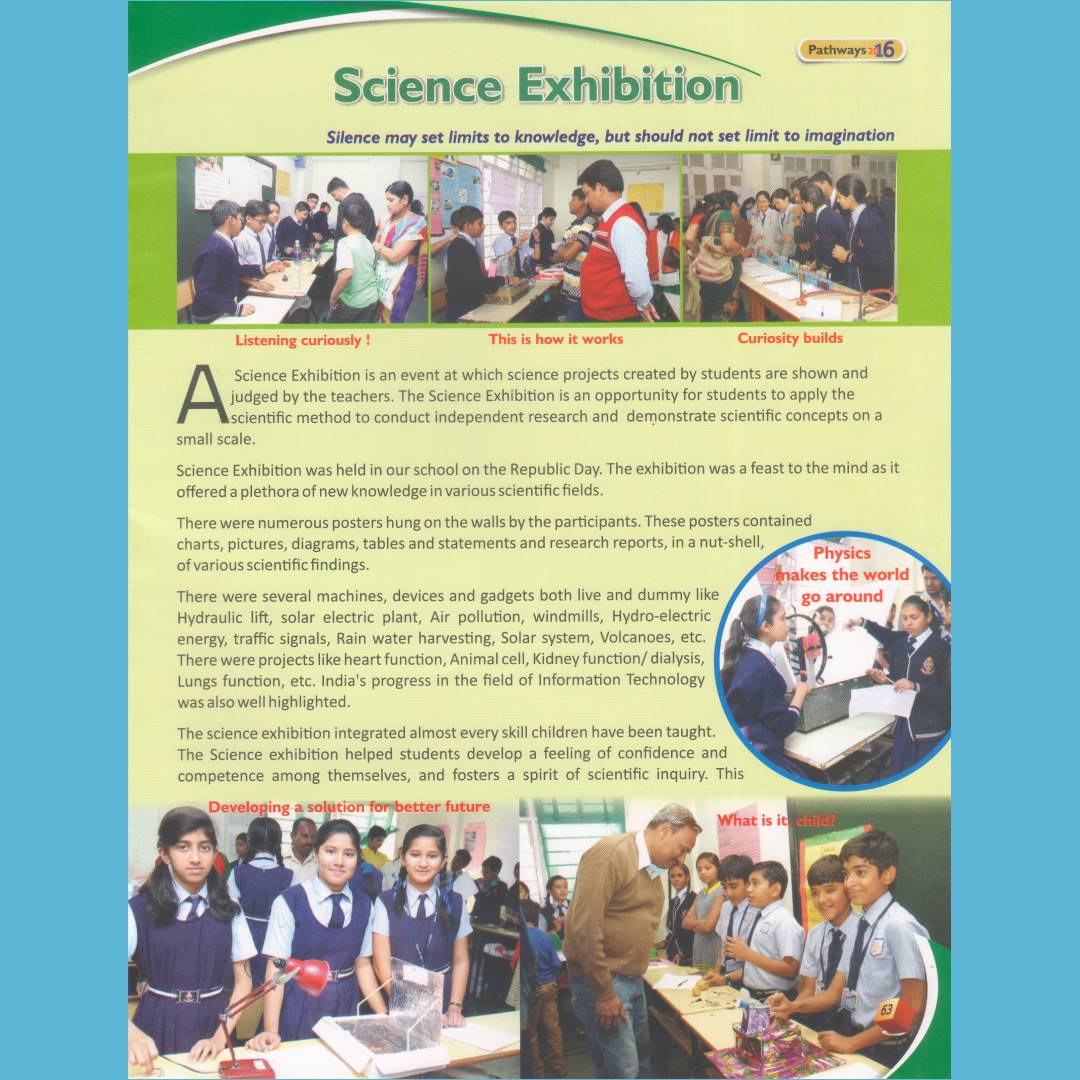 Pathways 2016
Science Exhibition
Silence may set limits to knowledge, but should not set limit to imagination
Listening curiously !
This is how it works
Curiosity builds
A Science Exhibition is an event at which science projects created by students are shown and
judged by the teachers. The Science Exhibition is an opportunity for students to apply the
scientific method to conduct independent research and demonstrate scientific concepts on a
small scale.
Science Exhibition was held in our school on the Republic Day. The exhibition was a feast to the mind as it
offered a plethora of new knowledge in various scientific fields.
There were numerous posters hung on the walls by the participants. These posters contained
charts, pictures, diagrams, tables and statements and research reports, in a nut-shell,
of various scientific findings.
There were several machines, devices and gadgets both live and dummy like
Hydraulic lift, solar electric plant, Air pollution, windmills, Hydro-electric
energy, traffic signals, Rain water harvesting, Solar system, Volcanoes, etc.
There were projects like heart function, Animal cell, Kidney function/ dialysis,
Lungs function, etc. India's progress in the field of Information Technology
was also well highlighted.
Physics
makes the world
go around
The science exhibition integrated almost every skill children have been taught.
The Science exhibition helped students develop a feeling of confidence and
competence among themselves, and fosters a spirit of scientific inquiry. This
Developing a solution for better future
What is it, child?
63